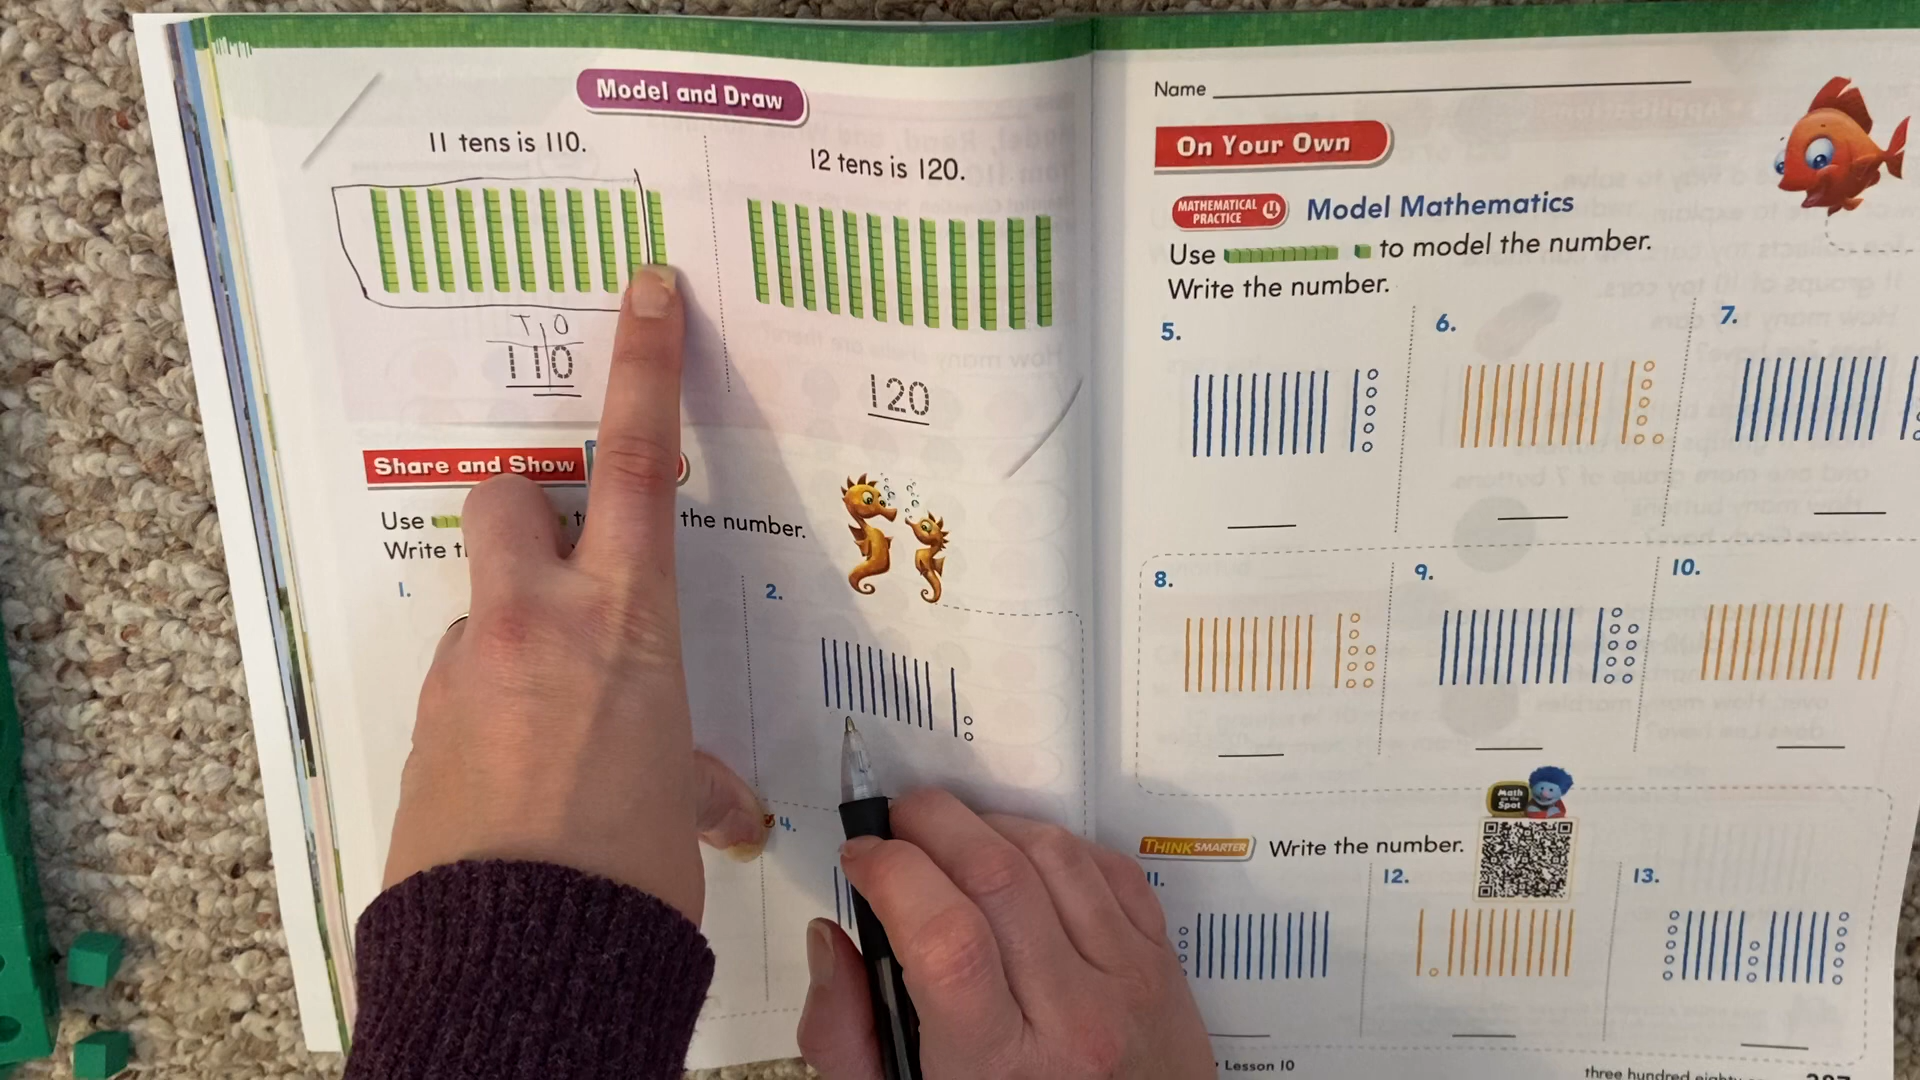 Model and Draw
11 tens is 110.
12 tens is 120.
T O
110
120
Share and Show
Use the number.
Write
1.
2.
4.
Name
On Your Own
MATHEMATICAL PRACTICE 4 Model Mathematics
Use to model the number.
Write the number.
5.
6.
7.
8.
9.
10.
Math on the Spot
THINK SMARTER Write the number.
11.
12.
13.
• Lesson 10
three hundred